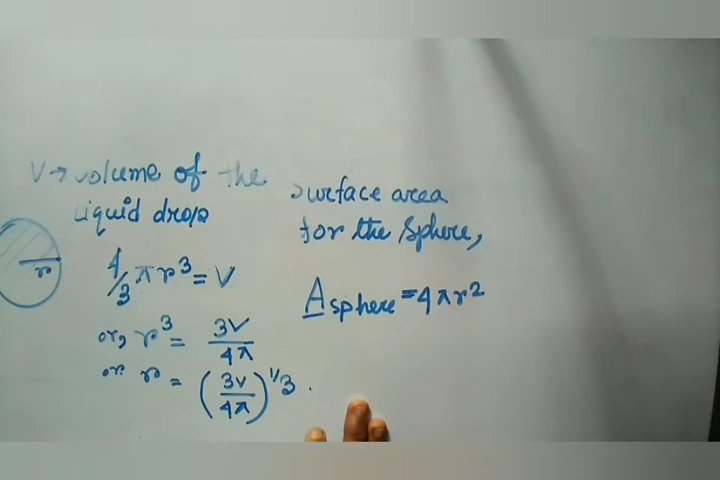 V → volume of the
liquid drop
r
4/3 π r³ = V
or, r³ = 3V/4π
or r = (3V/4π)^1/3 .
surface area
for the sphere,
A sphere = 4πr²